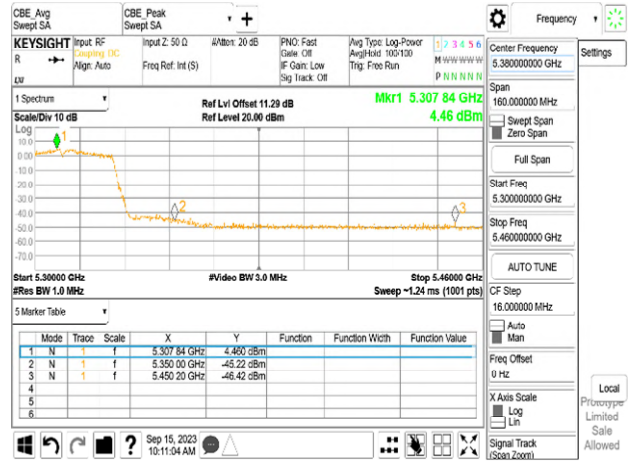 CBE_Avg
Swept SA
CBE_Peak
Swept SA
+
Frequency
KEYSIGHT
R
Input: RF
Coupling: DC
Align: Auto
Input Z: 50 Ω
Freq Ref: Int (S)
#Atten: 20 dB
PNO: Fast
Gate: Off
IF Gain: Low
Sig Track: Off
Avg Type: Log-Power
Avg|Hold: 100/100
Trig: Free Run
1 2 3 4 5 6
M W W W W W
P N N N N N
Center Frequency
5.380000000 GHz
Settings
1 Spectrum
Scale/Div 10 dB
Ref Lvl Offset 11.29 dB
Ref Level 20.00 dBm
Mkr1 5.307 84 GHz
4.46 dBm
Span
160.000000 MHz
Swept Span
Zero Span
Full Span
Start Freq
5.300000000 GHz
Stop Freq
5.460000000 GHz
AUTO TUNE
CF Step
16.000000 MHz
Auto
Man
Freq Offset
0 Hz
X Axis Scale
Log
Lin
Signal Track
(Span Zoom)
Log
10.0
0.00
-10.0
-20.0
-30.0
-40.0
-50.0
-60.0
-70.0
1
2
3
Start 5.30000 GHz
#Res BW 1.0 MHz
#Video BW 3.0 MHz
Stop 5.46000 GHz
Sweep ~1.24 ms (1001 pts)
5 Marker Table
Mode Trace Scale X Y Function Function Width Function Value
1 N 1 f 5.307 84 GHz 4.460 dBm
2 N 1 f 5.350 00 GHz -45.22 dBm
3 N 1 f 5.450 20 GHz -46.42 dBm
4
5
6
Local
Prototype
Limited
Sale
Allowed
?
Sep 15, 2023
10:11:04 AM